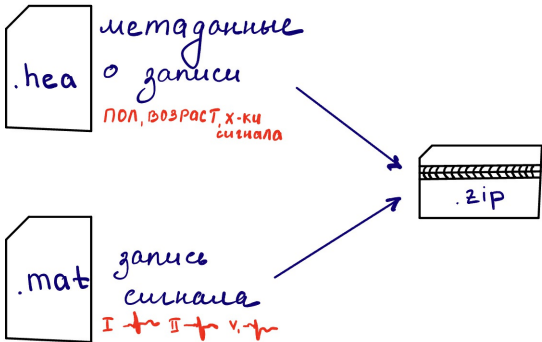 .hea
метаданные
о записи
ПОЛ, ВОЗРАСТ, Х-КИ
СИГНАЛА
.zip
.mat
запись
сигнала
I II V,